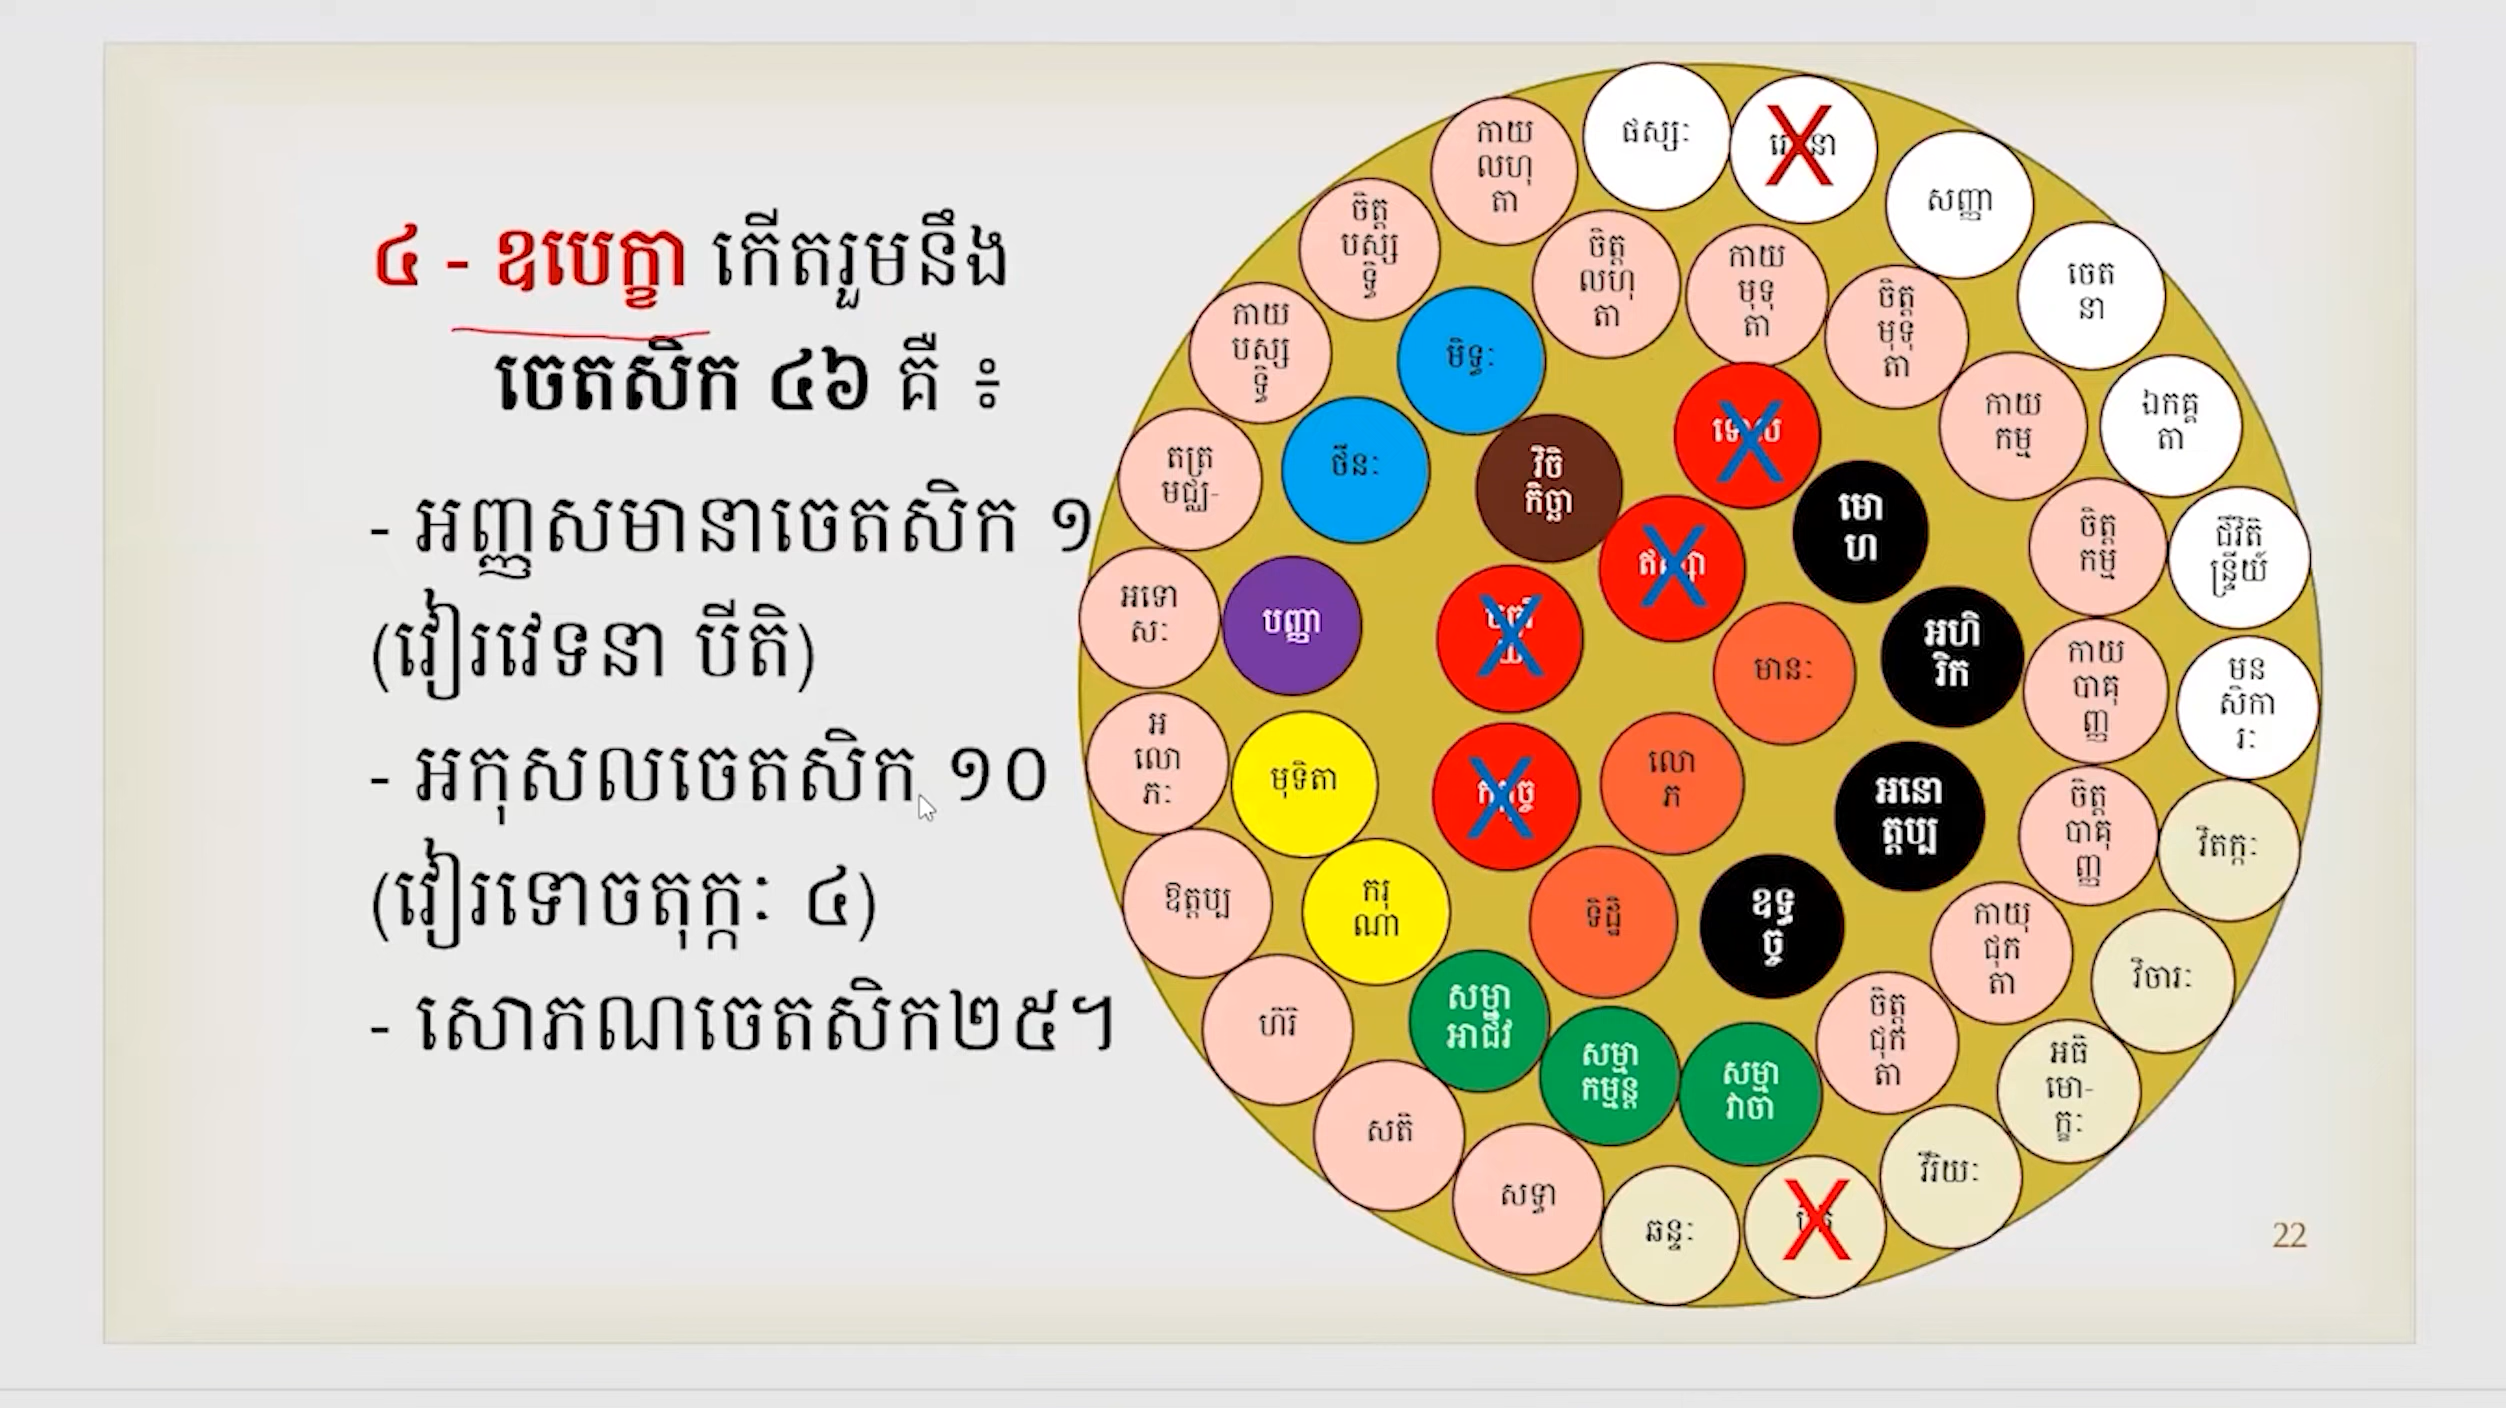 ៤ - ឧបេក្ខា កើតរួមនឹង
ចេតសិក ៤៦ គឺ ៖
- អញ្ញសមានាចេតសិក ១
(វៀរវេទនា បីតិ)
- អកុសលចេតសិក ១០
(វៀរទោចតុក្កៈ ៤)
- សោភណចេតសិក២៥។
កាយ
លហុ
តា
ផស្សៈ
សញ្ញា
ចេត
នា
ឯកគ្គ
តា
ជីវិតិ
ន្ទ្រីយ៍
មន
សិកា
រៈ
វិតក្កៈ
វិចារៈ
អធិ
មោ-
ក្ខៈ
វីរិយៈ
ឆន្ទៈ
សទ្ធា
សតិ
ហិរិ
ឱត្តប្ប
អ
លោ
ភៈ
អទោ
សៈ
តត្រ
មជ្ឈ-
កាយ
បស្ស
ទ្ធិ
ចិត្ត
បស្ស
ទ្ធិ
ចិត្ត
លហុ
តា
កាយ
មុទុ
តា
ចិត្ត
មុទុ
តា
កាយ
កម្ម
ចិត្ត
កម្ម
កាយ
បាគុ
ញ្ញ
ចិត្ត
បាគុ
ញ្ញ
កាយុ
ជុក
តា
ចិត្តុ
ជុក
តា
សម្មា
វាចា
សម្មា
កម្មន្ត
សម្មា
អាជីវ
ករុ
ណា
មុទិតា
បញ្ញា
ថីនៈ
មិទ្ធៈ
វិចិ
កិច្ឆា
មោ
ហ
អហិ
រិក
អនោ
ត្តប្ប
ឧទ្ធ
ច្ច
ទិដ្ឋិ
លោ
ភ
មានៈ
22